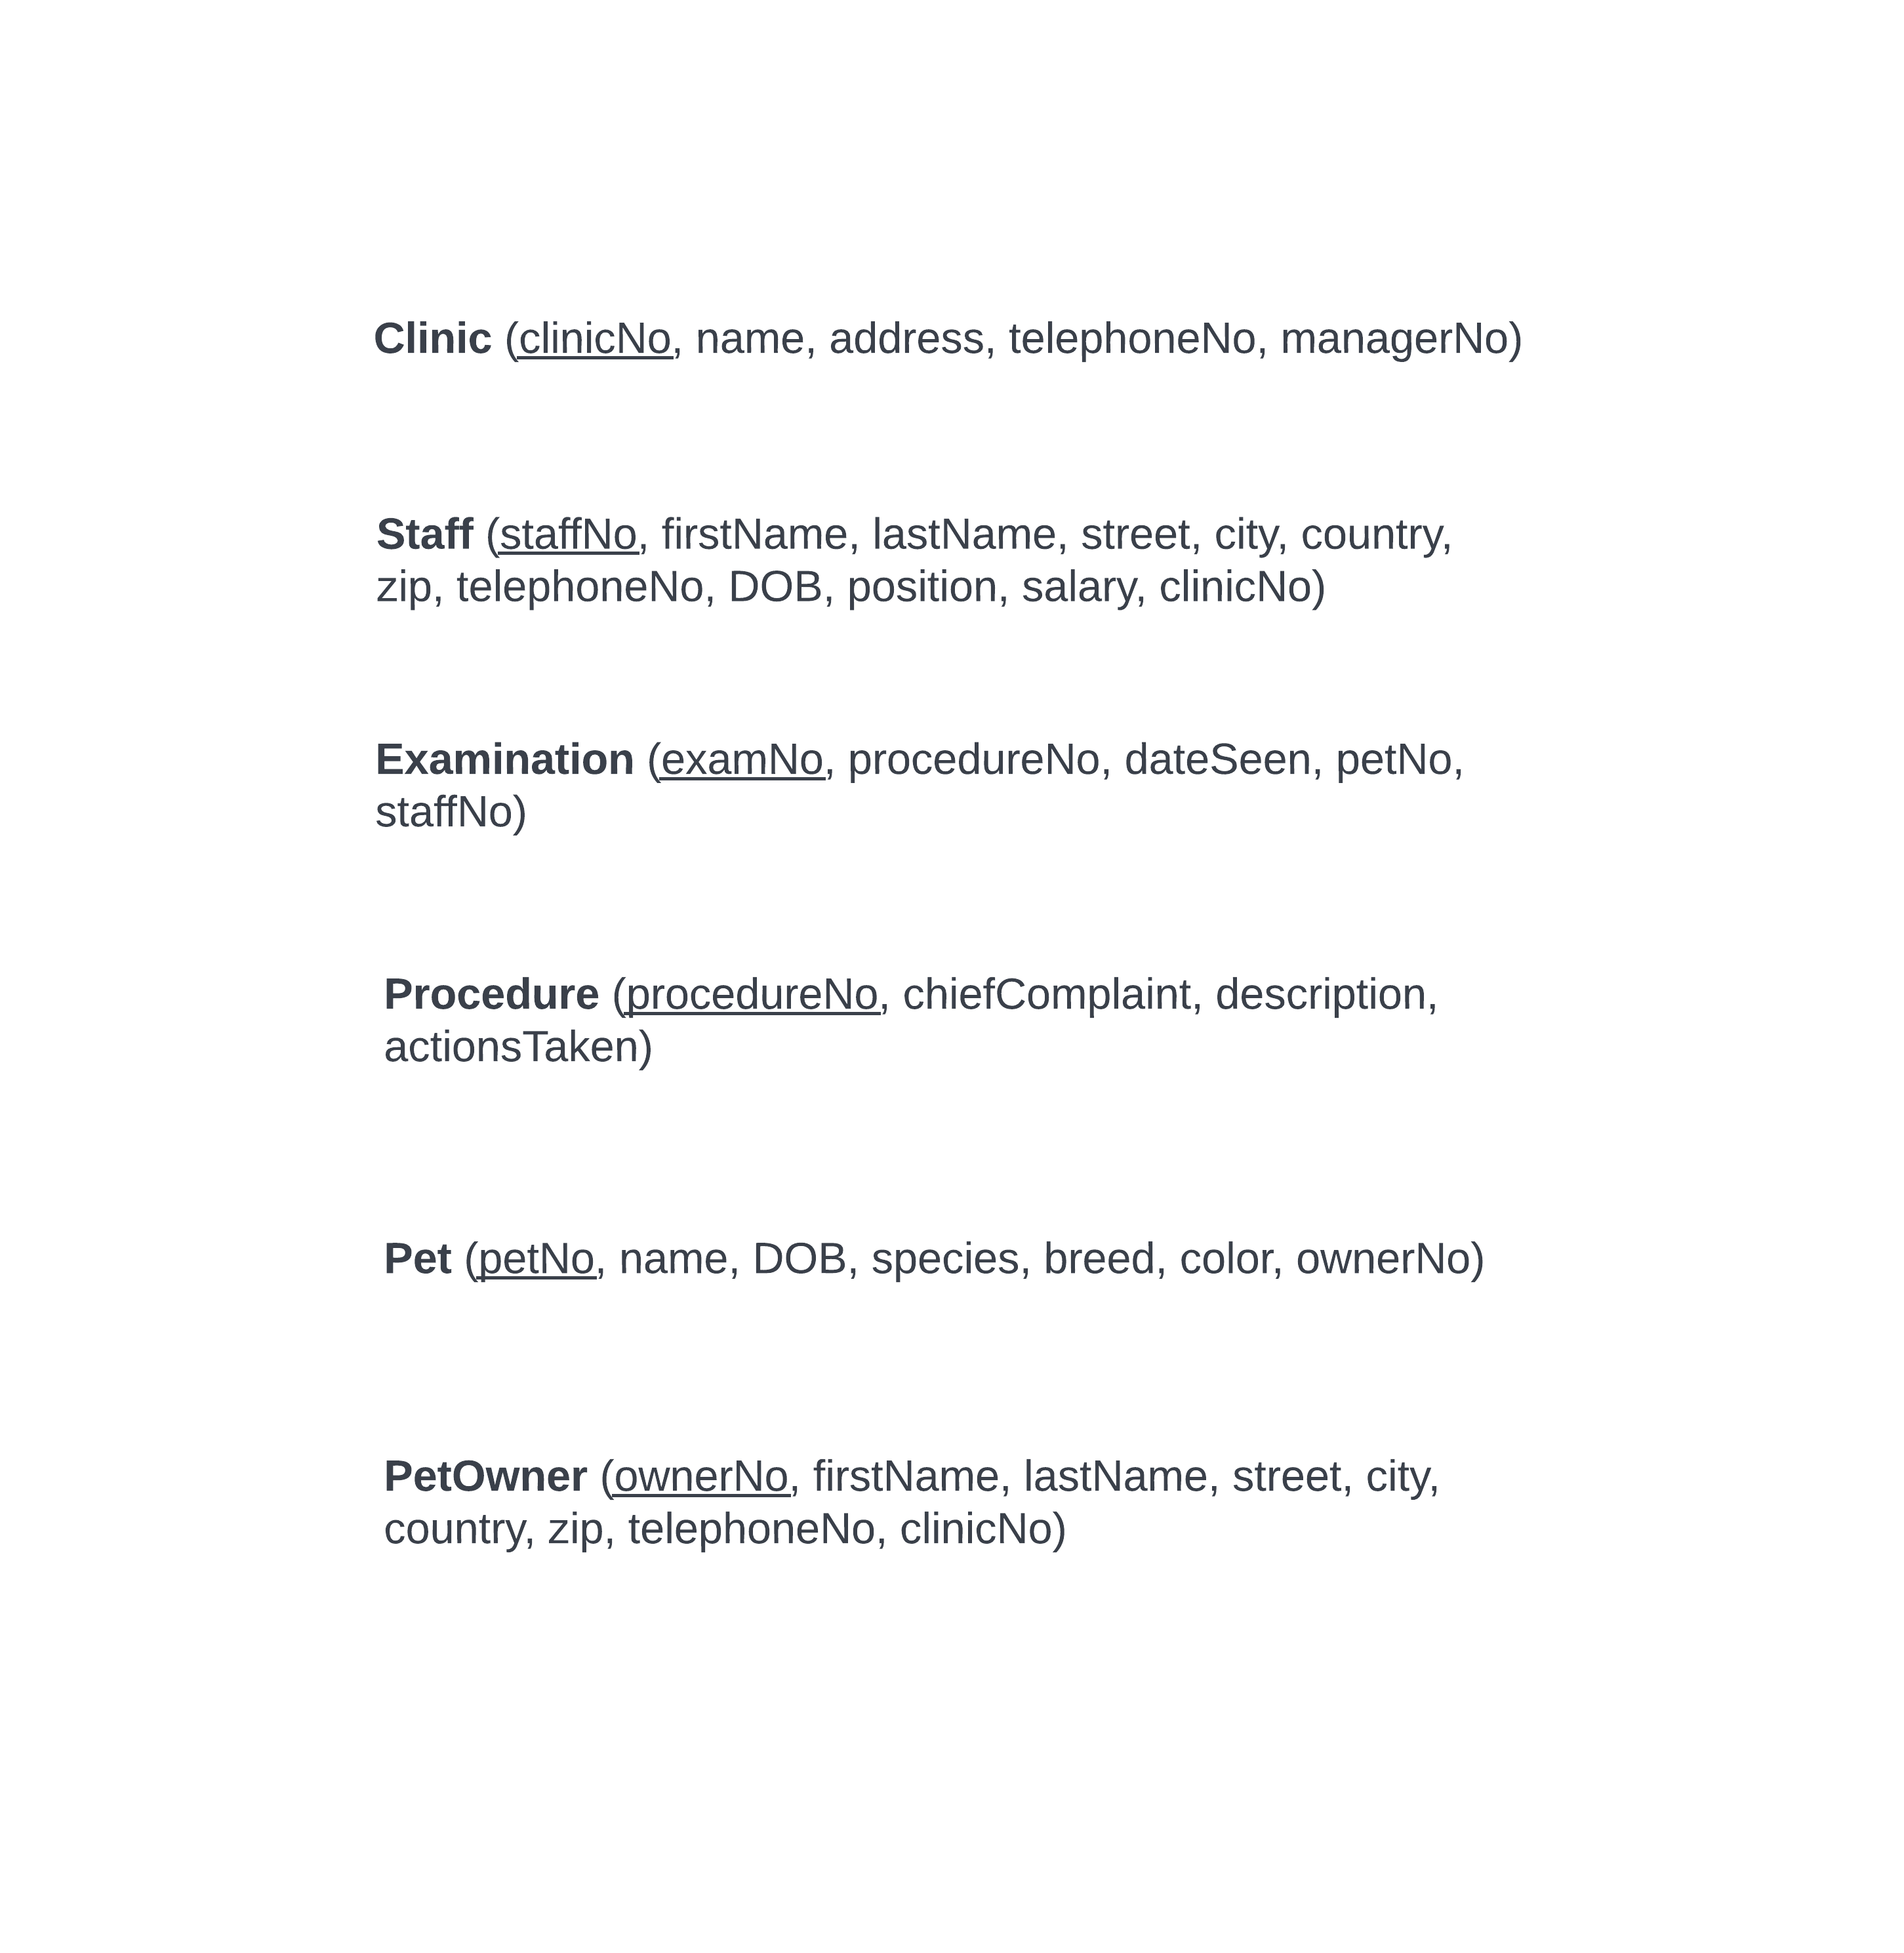 Clinic (clinicNo, name, address, telephoneNo, managerNo)
Staff (staffNo, firstName, lastName, street, city, country,
zip, telephoneNo, DOB, position, salary, clinicNo)
Examination (examNo, procedureNo, dateSeen, petNo,
staffNo)
Procedure (procedureNo, chiefComplaint, description,
actionsTaken)
Pet (petNo, name, DOB, species, breed, color, ownerNo)
PetOwner (ownerNo, firstName, lastName, street, city,
country, zip, telephoneNo, clinicNo)